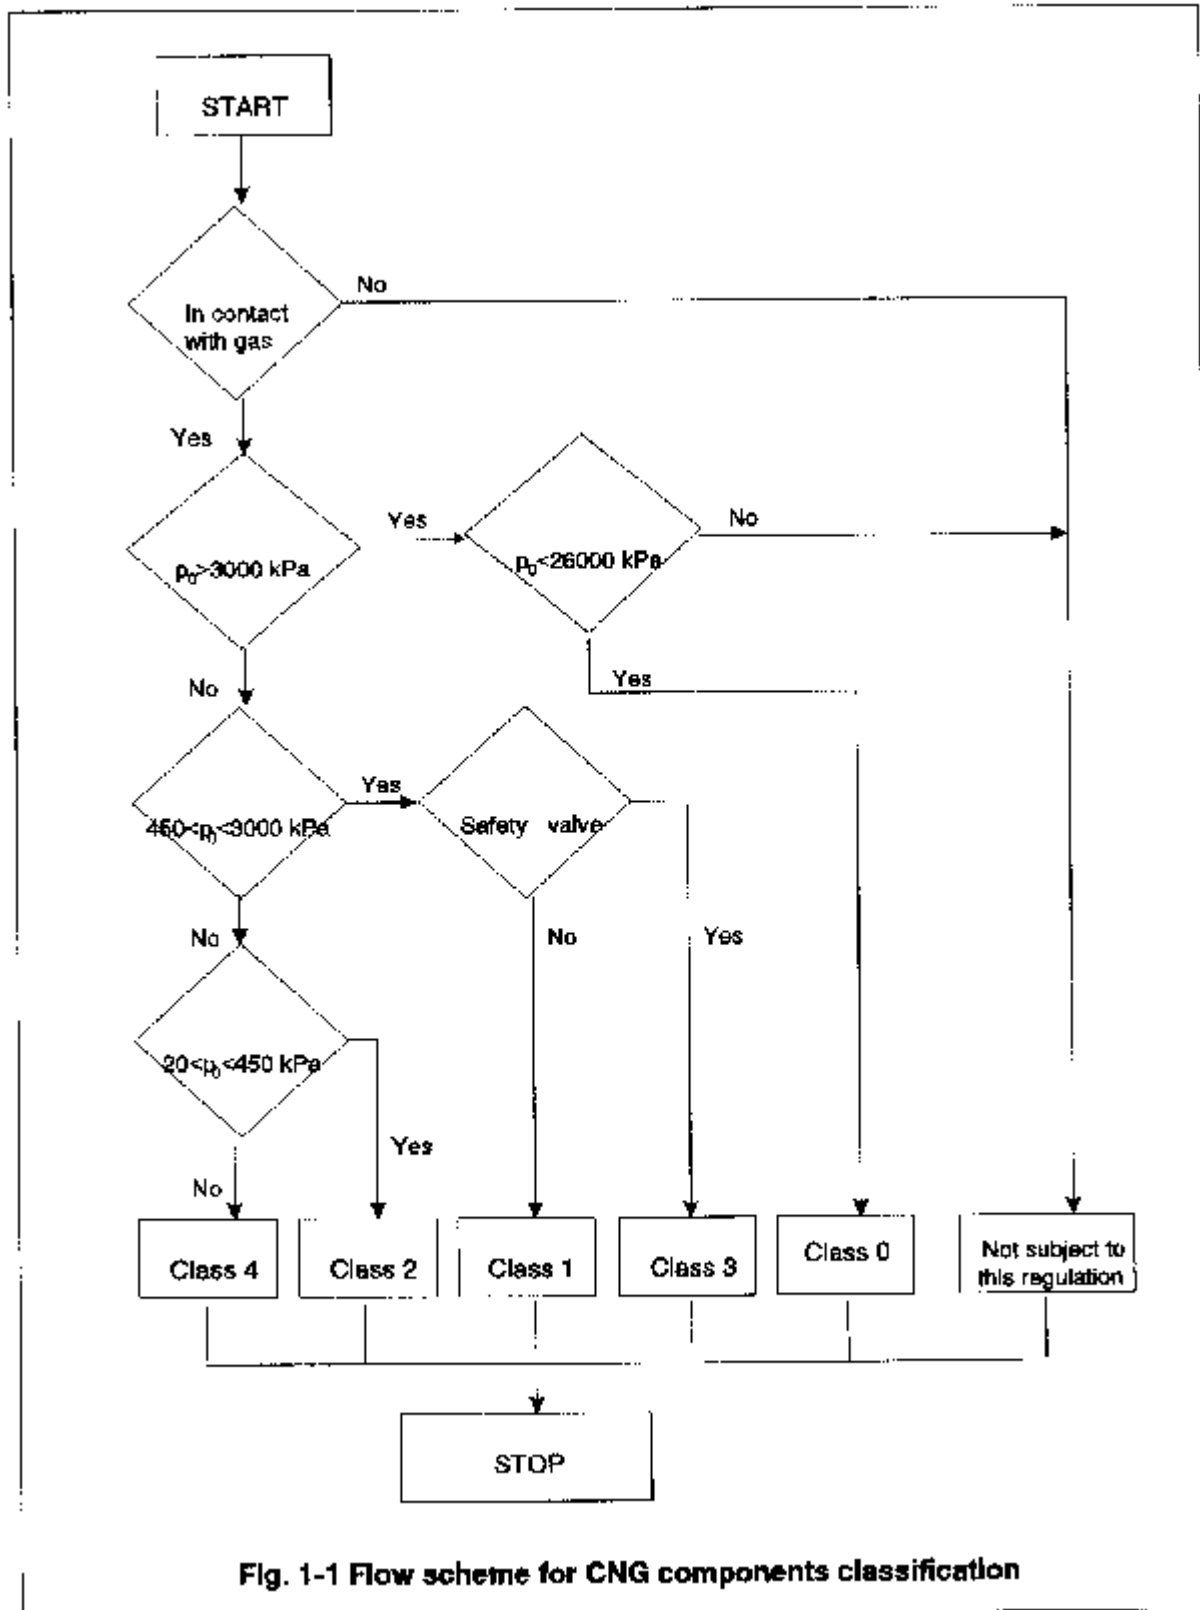 START
No
In contact
with gas
Yes
Yes
No
p₀>3000 kPa
p₀<26000 kPa
No
Yes
Yes
450<p₀<3000 kPa
Safety valve
No
No
Yes
20<p₀<450 kPa
Yes
No
Class 4
Class 2
Class 1
Class 3
Class 0
Not subject to
this regulation
STOP
Fig. 1-1 Flow scheme for CNG components classification